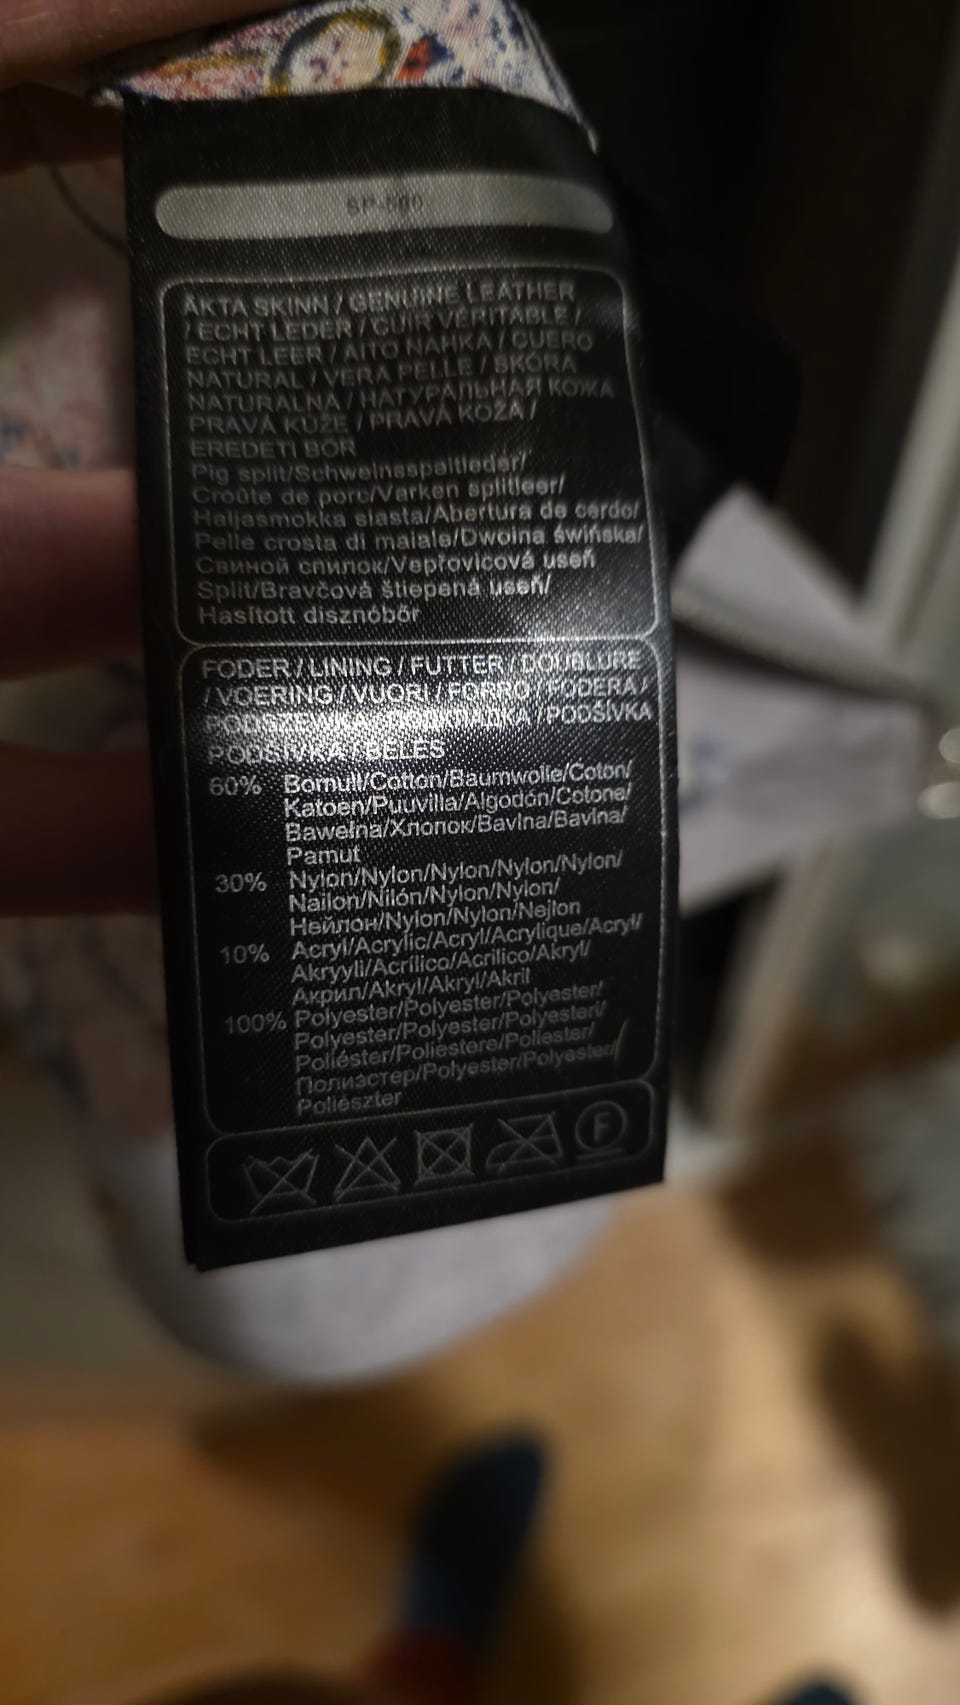 ÄKTA SKINN / GENUINE LEATHER
/ ECHT LEDER / CUIR VERITABLE /
ECHT LEER / AITO NAHKA / CUERO
NATURAL / VERA PELLE / SKÓRA
NATURALNA / НАТУРАЛЬНАЯ КОЖА
PRAVÁ KŮŽE / PRAVÁ KOŽA /
EREDETI BŐR
Pig split/Schweinsspaltleder/
Croûte de porc/Varken splitleer/
Haljasmokka siasta/Abertura de cerdo/
Pelle crosta di maiale/Dwoina świńska/
Свиной спилок/Vepřovicová useň
Split/Bravčová štiepená useň/
Hasított disznóbőr
FODER / LINING / FUTTER / DOUBLURE
/ VOERING / VUORI / FORRO / FODERA /
PODSZEWKA / ПОДКЛАДКА / PODŠÍVKA
PODŠÍVKA / BÉLÉS
60% Bomull/Cotton/Baumwolle/Coton/
Katoen/Puuvilla/Algodón/Cotone/
Bawełna/Хлопок/Bavlna/Bavlna/
Pamut
30% Nylon/Nylon/Nylon/Nylon/Nylon/
Nailon/Nilón/Nylon/Nylon/
Нейлон/Nylon/Nylon/Nejlon
10% Acryl/Acrylic/Acryl/Acrylique/Acryl/
Akryyli/Acrílico/Acrilico/Akryl/
Акрил/Akryl/Akryl/Akril
100% Polyester/Polyester/Polyester/
Polyester/Polyester/Polyesteri/
Poliéster/Poliestere/Poliester/
Полиэстер/Polyester/Polyester/
Poliészter
F